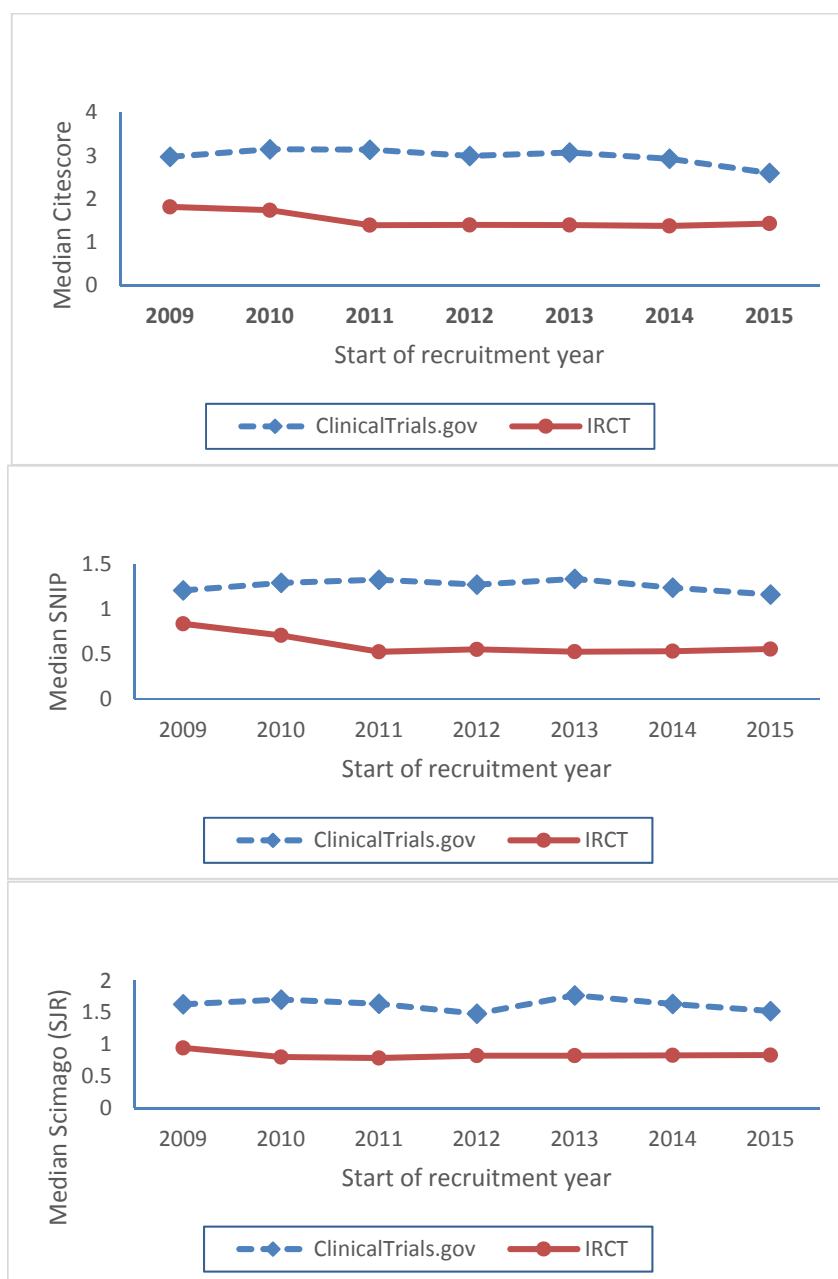 Median Citescore
4
3
2
1
0
2009 2010 2011 2012 2013 2014 2015
Start of recruitment year
ClinicalTrials.gov IRCT
Median SNIP
1.5
1
0.5
0
2009 2010 2011 2012 2013 2014 2015
Start of recruitment year
ClinicalTrials.gov IRCT
Median Scimago (SJR)
2
1.5
1
0.5
0
2009 2010 2011 2012 2013 2014 2015
Start of recruitment year
ClinicalTrials.gov IRCT